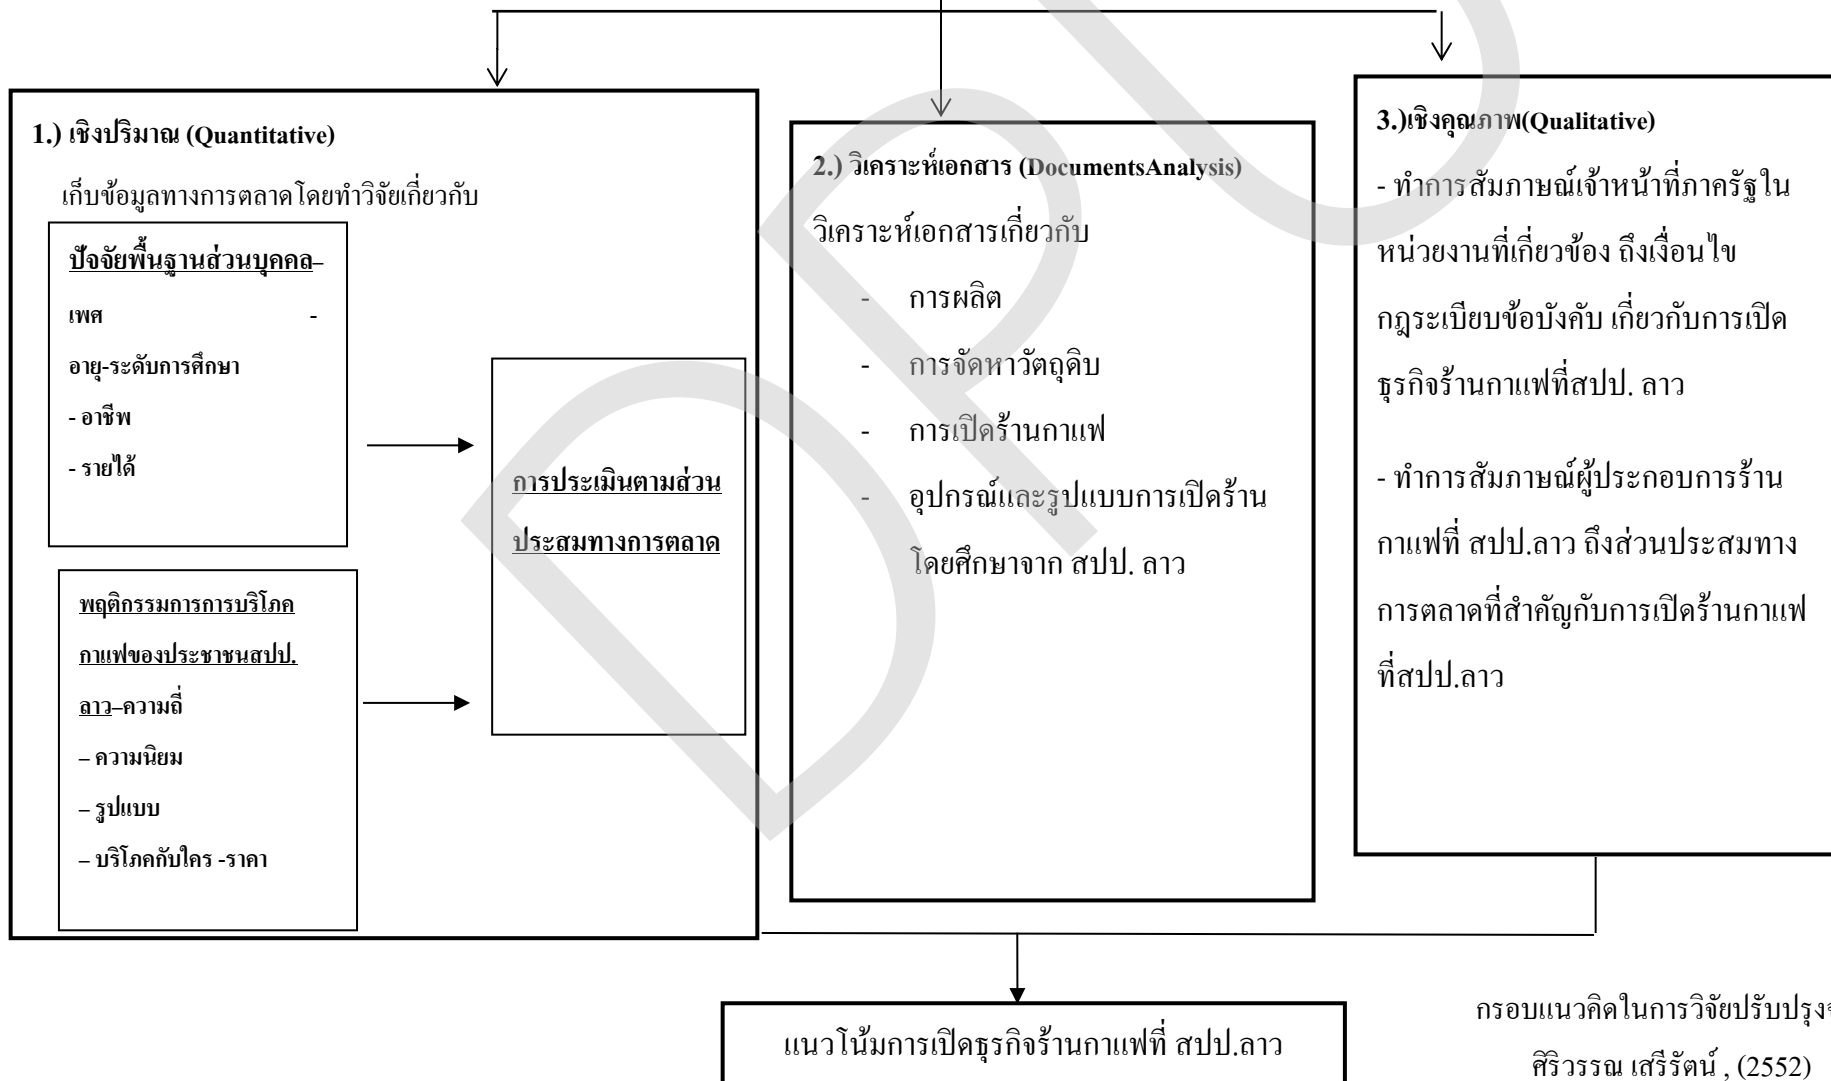 1.) เชิงปริมาณ (Quantitative)
เก็บข้อมูลทางการตลาดโดยทำวิจัยเกี่ยวกับ
ปัจจัยพื้นฐานส่วนบุคคล–
เพศ -
อายุ-ระดับการศึกษา
- อาชีพ
- รายได้
พฤติกรรมการการบริโภค
กาแฟของประชาชนสปป.
ลาว–ความถี่
– ความนิยม
– รูปแบบ
– บริโภคกับใคร -ราคา
การประเมินตามส่วน
ประสมทางการตลาด
2.) วิเคราะห์เอกสาร (DocumentsAnalysis)
วิเคราะห์เอกสารเกี่ยวกับ
- การผลิต
- การจัดหาวัตถุดิบ
- การเปิดร้านกาแฟ
- อุปกรณ์และรูปแบบการเปิดร้าน
โดยศึกษาจาก สปป. ลาว
3.)เชิงคุณภาพ(Qualitative)
- ทำการสัมภาษณ์เจ้าหน้าที่ภาครัฐใน
หน่วยงานที่เกี่ยวข้อง ถึงเงื่อนไข
กฎระเบียบข้อบังคับ เกี่ยวกับการเปิด
ธุรกิจร้านกาแฟที่สปป. ลาว
- ทำการสัมภาษณ์ผู้ประกอบการร้าน
กาแฟที่ สปป.ลาว ถึงส่วนประสมทาง
การตลาดที่สำคัญกับการเปิดร้านกาแฟ
ที่สปป.ลาว
แนวโน้มการเปิดธุรกิจร้านกาแฟที่ สปป.ลาว
กรอบแนวคิดในการวิจัยปรับปรุง
ศิริวรรณ เสรีรัตน์ , (2552)
DPU